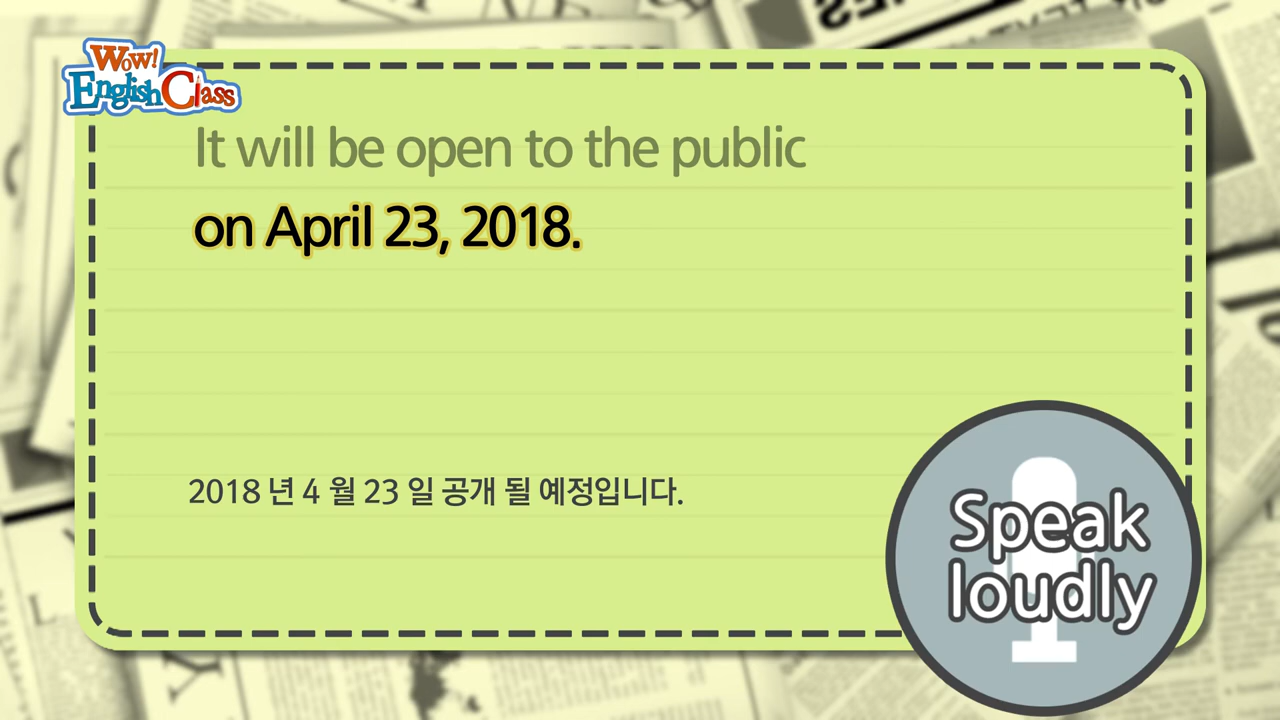 Wow!
English Class
It will be open to the public
on April 23, 2018.
2018 년 4 월 23 일 공개 될 예정입니다.
Speak
loudly